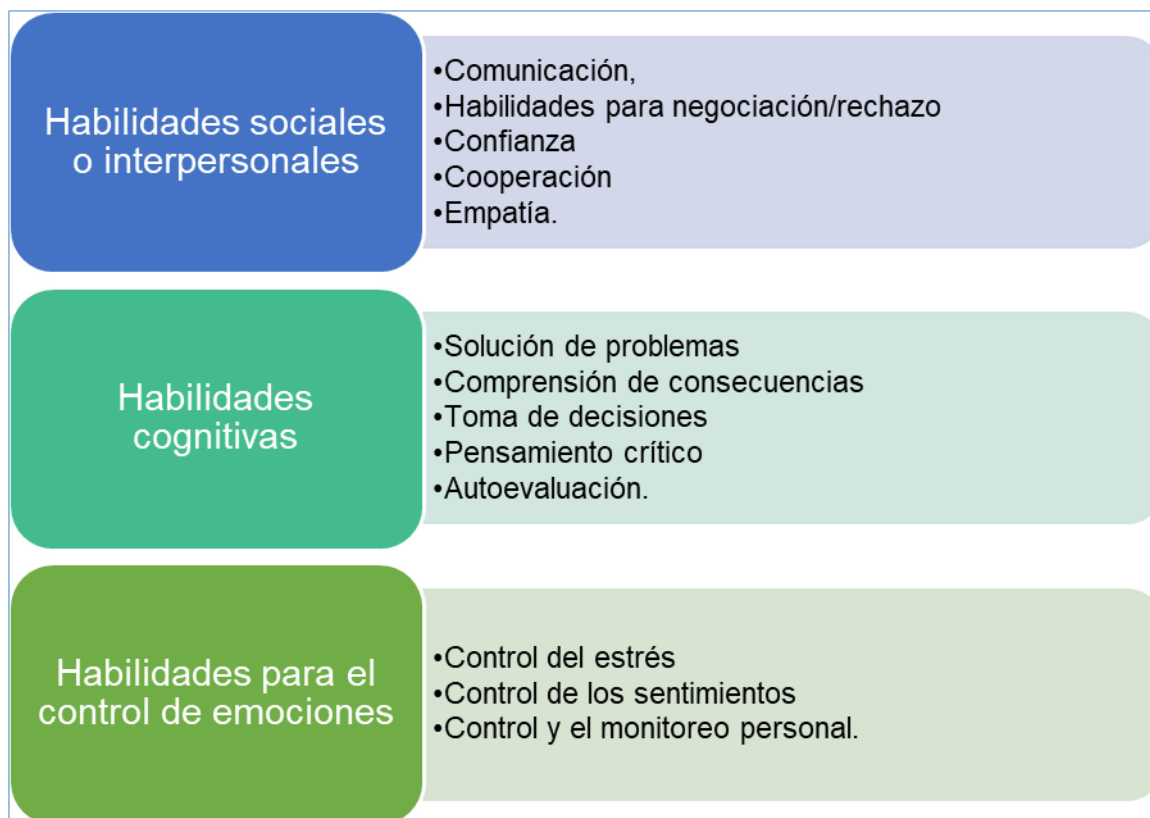 Habilidades sociales
o interpersonales
•Comunicación,
•Habilidades para negociación/rechazo
•Confianza
•Cooperación
•Empatía.
Habilidades
cognitivas
•Solución de problemas
•Comprensión de consecuencias
•Toma de decisiones
•Pensamiento crítico
•Autoevaluación.
Habilidades para el
control de emociones
•Control del estrés
•Control de los sentimientos
•Control y el monitoreo personal.